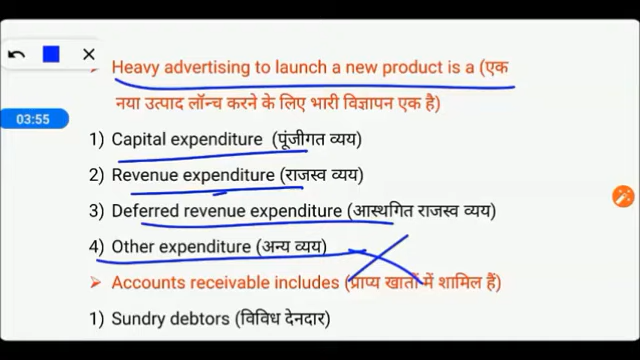 Heavy advertising to launch a new product is a (एक
नया उत्पाद लॉन्च करने के लिए भारी विज्ञापन एक है)
03:55
1) Capital expenditure (पूंजीगत व्यय)
2) Revenue expenditure (राजस्व व्यय)
3) Deferred revenue expenditure (आस्थगित राजस्व व्यय)
4) Other expenditure (अन्य व्यय)
Accounts receivable includes (प्राप्य खातों में शामिल हैं)
1) Sundry debtors (विविध देनदार)